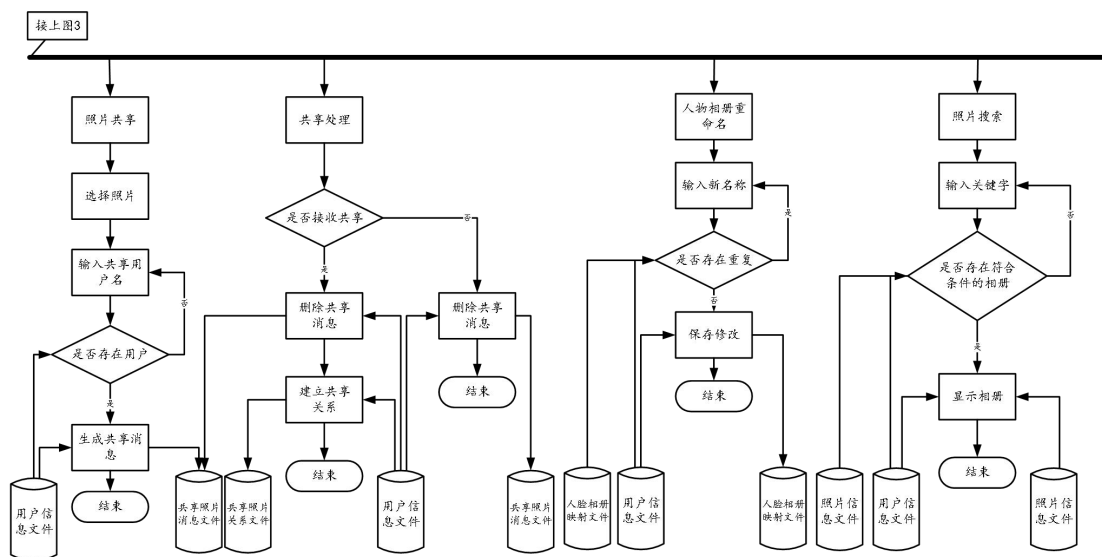 接上图3
照片共享
选择照片
输入共享用
户名
否
是否存在用户
是
生成共享消
息
结束
用户信
息文件
共享处理
是否接收共享
是
否
删除共享
消息
删除共享
消息
结束
建立共享
关系
结束
共享照片
消息文件
共享照片
关系文件
用户信
息文件
共享照片
消息文件
人物相册重
命名
输入新名称
是
是否存在重复
否
保存修改
结束
人脸相册
映射文件
用户信
息文件
人脸相册
映射文件
照片搜索
输入关键字
否
是否存在符合
条件的相册
是
显示相册
结束
照片信
息文件
用户信
息文件
照片信
息文件